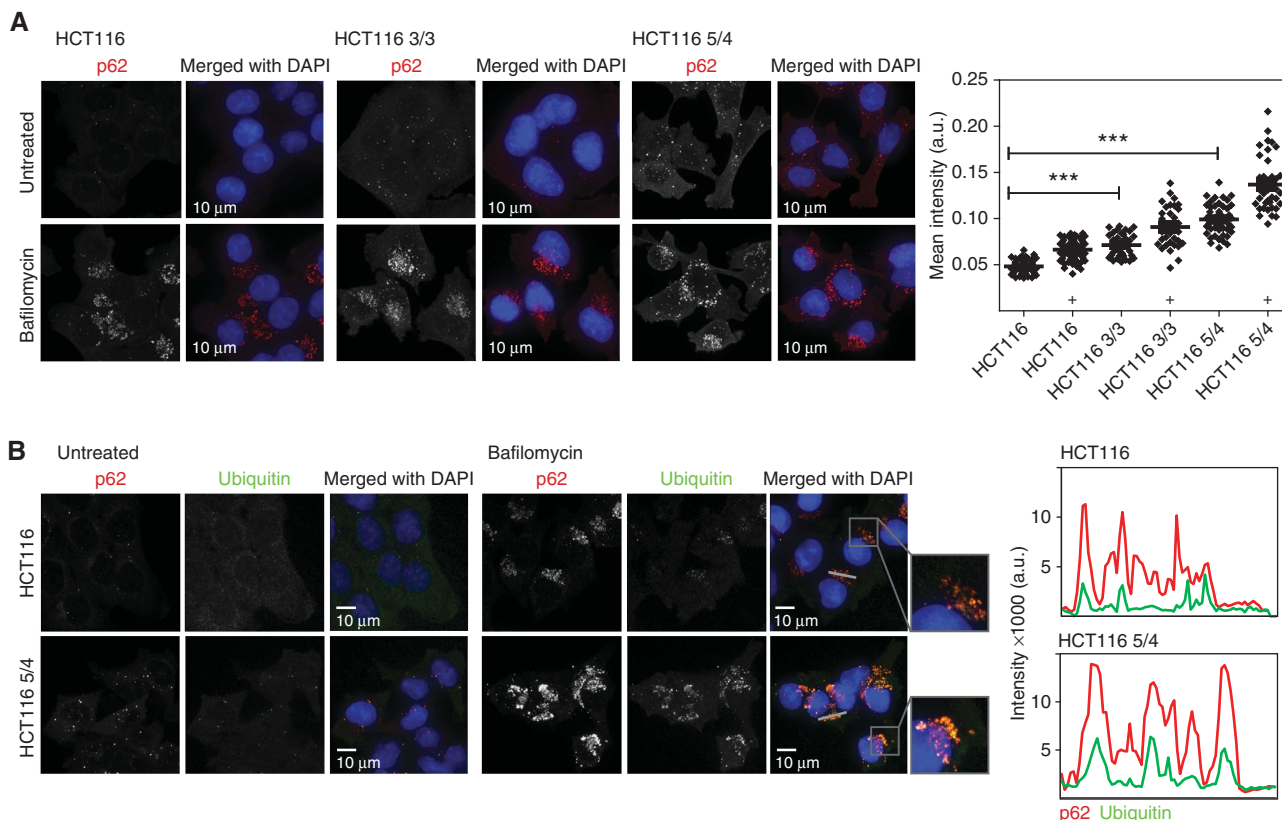 A
HCT116 HCT116 3/3 HCT116 5/4
p62 Merged with DAPI p62 Merged with DAPI p62 Merged with DAPI
Untreated
10 μm 10 μm 10 μm
Bafilomycin
10 μm 10 μm 10 μm
Mean intensity (a.u.)
0.25
0.20
0.15
0.10
0.05
***
***
+ + +
HCT116 HCT116 HCT116 3/3 HCT116 3/3 HCT116 5/4 HCT116 5/4
B
Untreated Bafilomycin
p62 Ubiquitin Merged with DAPI p62 Ubiquitin Merged with DAPI
HCT116
10 μm 10 μm
HCT116 5/4
10 μm 10 μm
HCT116
10
5
Intensity ×1000 (a.u.)
HCT116 5/4
10
5
p62 Ubiquitin